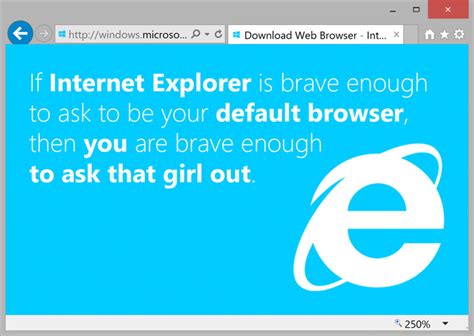 http://windows.microso...
Download Web Browser - Int...
If Internet Explorer is brave enough
to ask to be your default browser,
then you are brave enough
to ask that girl out.
250%